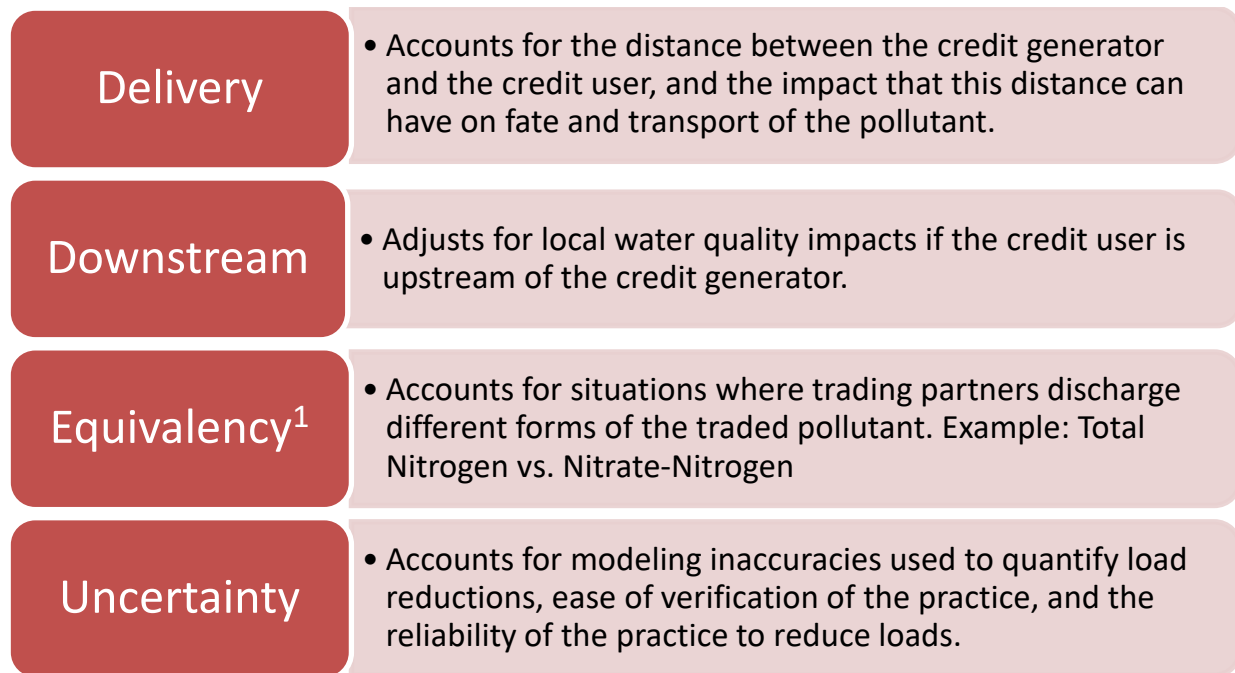 Delivery
• Accounts for the distance between the credit generator
and the credit user, and the impact that this distance can
have on fate and transport of the pollutant.
Downstream
• Adjusts for local water quality impacts if the credit user is
upstream of the credit generator.
Equivalency¹
• Accounts for situations where trading partners discharge
different forms of the traded pollutant. Example: Total
Nitrogen vs. Nitrate-Nitrogen
Uncertainty
• Accounts for modeling inaccuracies used to quantify load
reductions, ease of verification of the practice, and the
reliability of the practice to reduce loads.